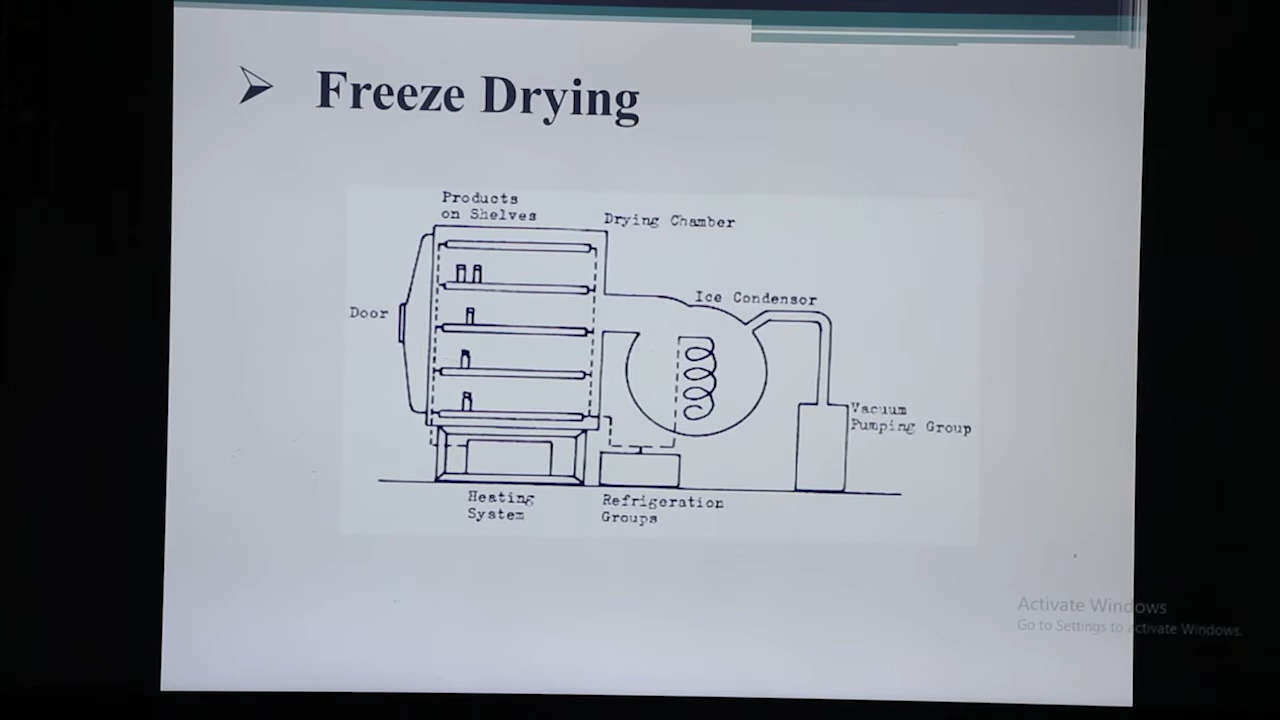 Freeze Drying
Products
on Shelves
Drying Chamber
Door
Ice Condensor
Vacuum
Pumping Group
Heating
System
Refrigeration
Groups
Activate Windows
Go to Settings to activate Windows.